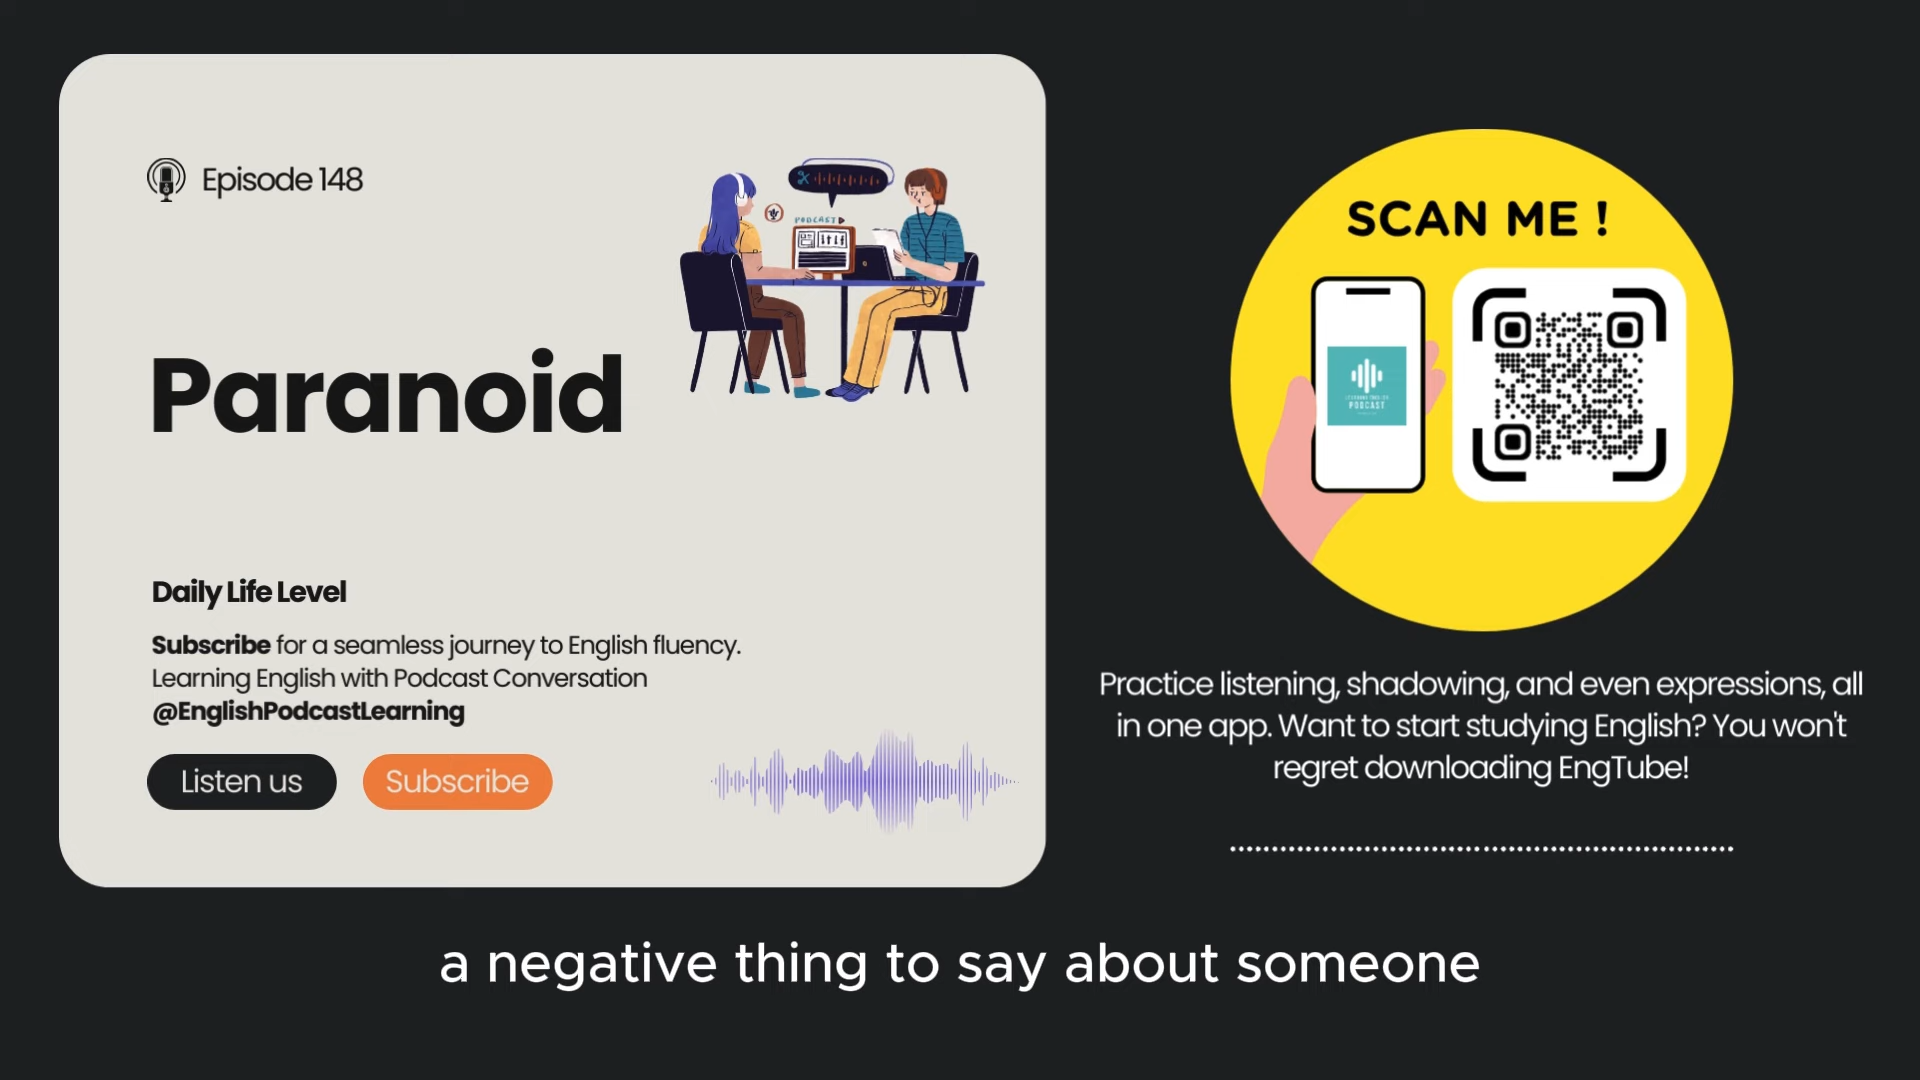 Episode 148
PODCAST
Paranoid
Daily Life Level
Subscribe for a seamless journey to English fluency.
Learning English with Podcast Conversation
@EnglishPodcastLearning
Listen us
Subscribe
SCAN ME !
PODCAST
Practice listening, shadowing, and even expressions, all
in one app. Want to start studying English? You won't
regret downloading EngTube!
a negative thing to say about someone